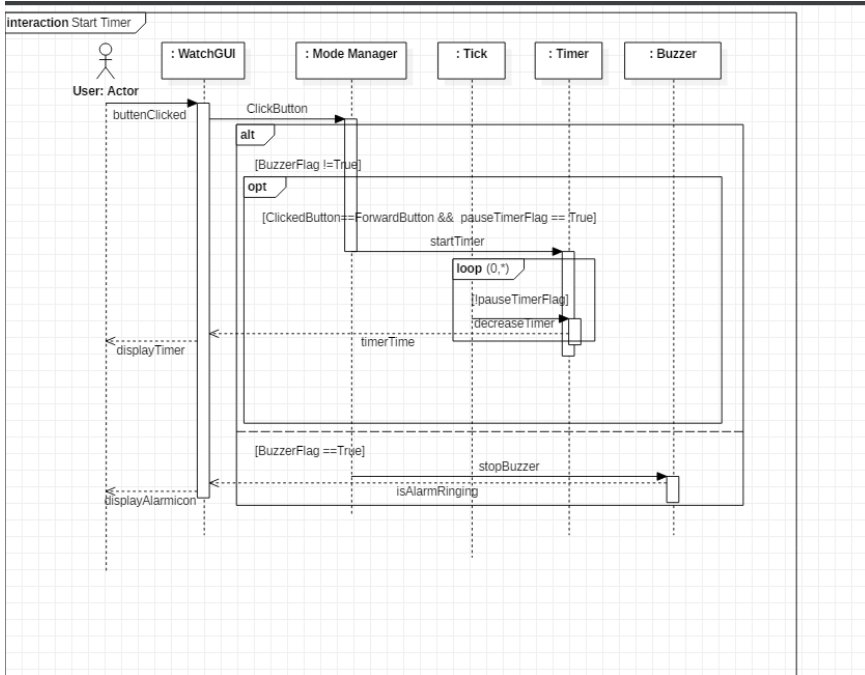 interaction Start Timer
: WatchGUI
: Mode Manager
: Tick
: Timer
: Buzzer
User: Actor
buttenClicked
ClickButton
alt
[BuzzerFlag !=True]
opt
[ClickedButton==ForwardButton && pauseTimerFlag == True]
startTimer
loop (0,*)
[!pauseTimerFlag]
decreaseTimer
timerTime
displayTimer
[BuzzerFlag ==True]
stopBuzzer
isAlarmRinging
displayAlarmicon